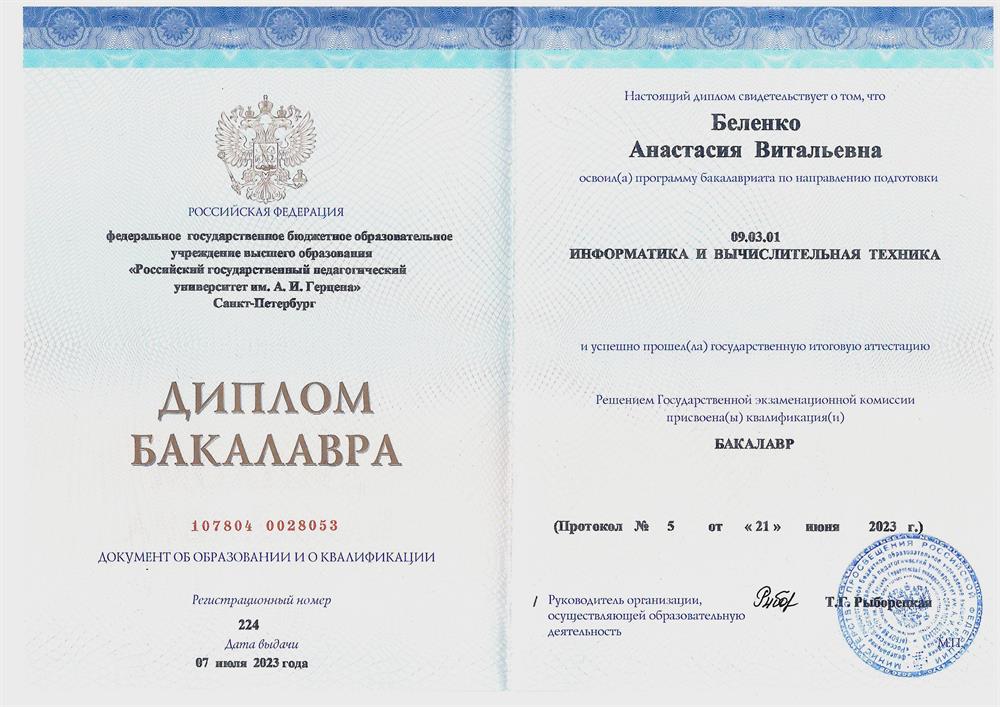 РОССИЙСКАЯ ФЕДЕРАЦИЯ
федеральное государственное бюджетное образовательное
учреждение высшего образования
«Российский государственный педагогический
университет им. А. И. Герцена»
Санкт-Петербург
ДИПЛОМ
БАКАЛАВРА
107804 0028053
ДОКУМЕНТ ОБ ОБРАЗОВАНИИ И О КВАЛИФИКАЦИИ
Регистрационный номер
224
Дата выдачи
07 июля 2023 года
Настоящий диплом свидетельствует о том, что
Беленко
Анастасия Витальевна
освоил(а) программу бакалавриата по направлению подготовки
09.03.01
ИНФОРМАТИКА И ВЫЧИСЛИТЕЛЬНАЯ ТЕХНИКА
и успешно прошел(ла) государственную итоговую аттестацию
Решением Государственной экзаменационной комиссии
присвоена(ы) квалификация(и)
БАКАЛАВР
(Протокол № 5 от « 21 » июня 2023 г.)
/ Руководитель организации,
осуществляющей образовательную
деятельность
Т.Г. Рыборецкая
М.П.